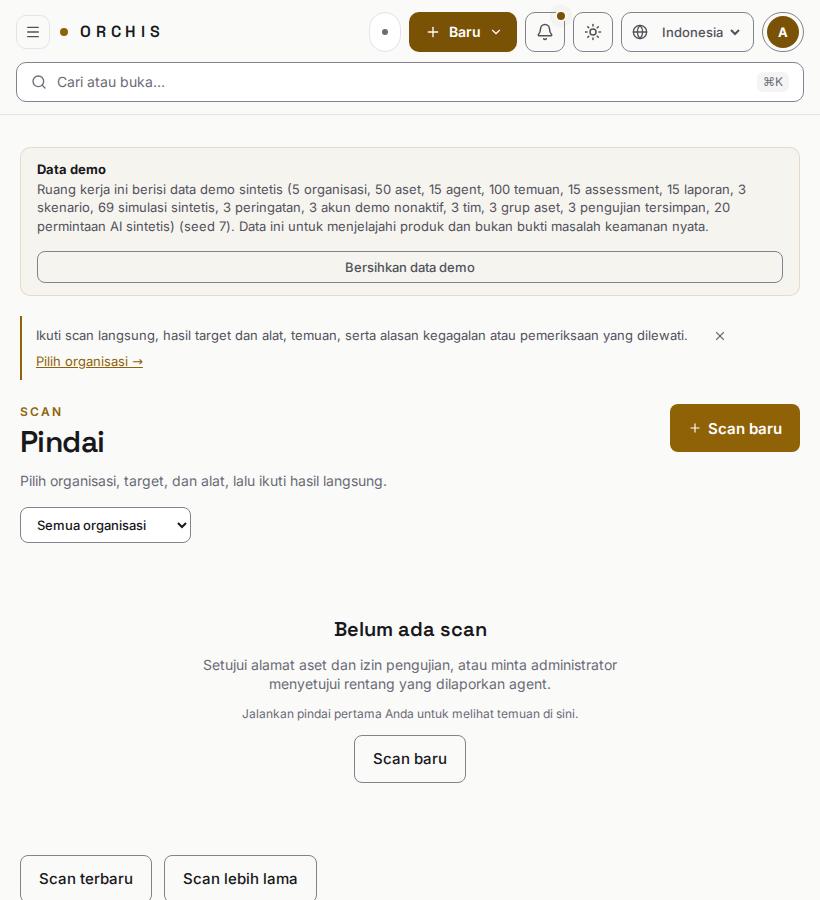 ORCHIS
Baru
Indonesia
A
Cari atau buka...
⌘K
Data demo
Ruang kerja ini berisi data demo sintetis (5 organisasi, 50 aset, 15 agent, 100 temuan, 15 assessment, 15 laporan, 3
skenario, 69 simulasi sintetis, 3 peringatan, 3 akun demo nonaktif, 3 tim, 3 grup aset, 3 pengujian tersimpan, 20
permintaan AI sintetis) (seed 7). Data ini untuk menjelajahi produk dan bukan bukti masalah keamanan nyata.
Bersihkan data demo
Ikuti scan langsung, hasil target dan alat, temuan, serta alasan kegagalan atau pemeriksaan yang dilewati.
Pilih organisasi →
SCAN
Pindai
+ Scan baru
Pilih organisasi, target, dan alat, lalu ikuti hasil langsung.
Semua organisasi
Belum ada scan
Setujui alamat aset dan izin pengujian, atau minta administrator
menyetujui rentang yang dilaporkan agent.
Jalankan pindai pertama Anda untuk melihat temuan di sini.
Scan baru
Scan terbaru
Scan lebih lama